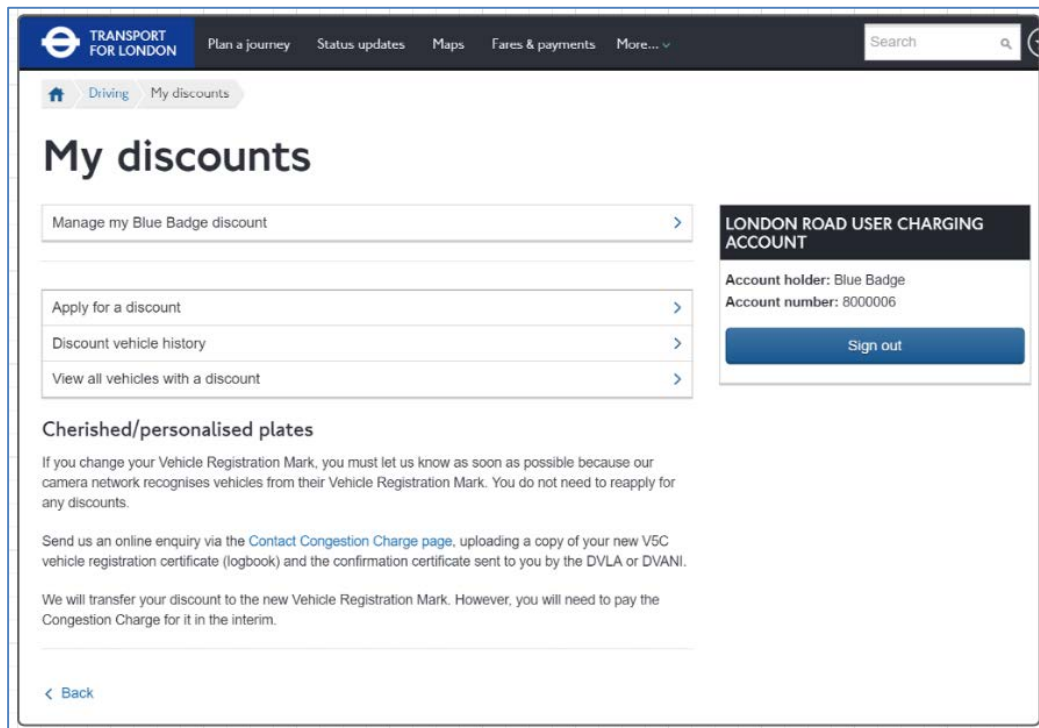 TRANSPORT
FOR LONDON
Plan a journey Status updates Maps Fares & payments More...
Search
Driving My discounts
My discounts
Manage my Blue Badge discount
Apply for a discount
Discount vehicle history
View all vehicles with a discount
Cherished/personalised plates
If you change your Vehicle Registration Mark, you must let us know as soon as possible because our
camera network recognises vehicles from their Vehicle Registration Mark. You do not need to reapply for
any discounts.
Send us an online enquiry via the Contact Congestion Charge page, uploading a copy of your new V5C
vehicle registration certificate (logbook) and the confirmation certificate sent to you by the DVLA or DVANI.
We will transfer your discount to the new Vehicle Registration Mark. However, you will need to pay the
Congestion Charge for it in the interim.
Back
LONDON ROAD USER CHARGING
ACCOUNT
Account holder: Blue Badge
Account number: 8000006
Sign out